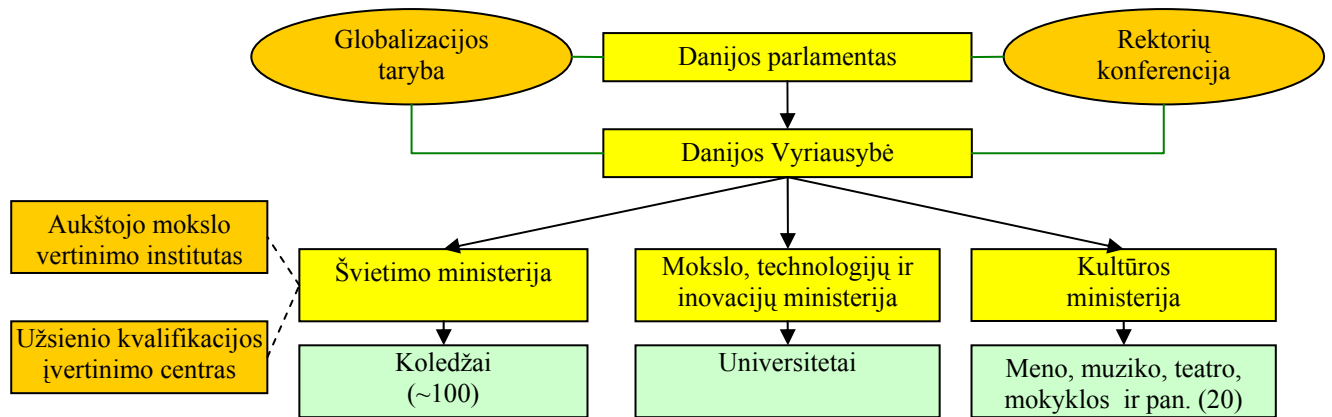 Globalizacijos
taryba
Danijos parlamentas
Rektorių
konferencija
Danijos Vyriausybė
Aukštojo mokslo
vertinimo institutas
Švietimo ministerija
Mokslo, technologijų ir
inovacijų ministerija
Kultūros
ministerija
Užsienio kvalifikacijos
įvertinimo centras
Koledžai
(~100)
Universitetai
Meno, muziko, teatro,
mokyklos ir pan. (20)